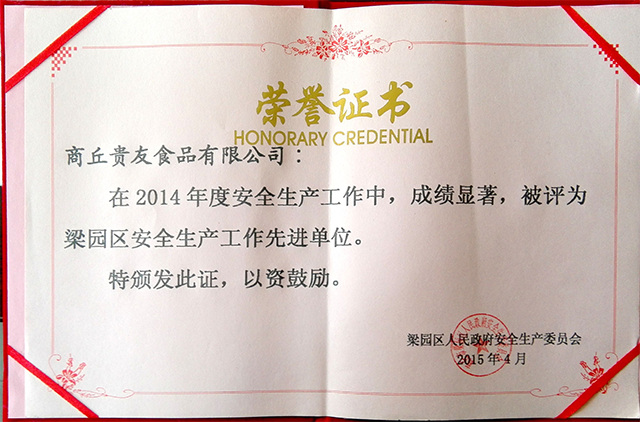 荣誉证书
HONORARY CREDENTIAL
商丘贵友食品有限公司：
在2014年度安全生产工作中，成绩显著，被评为
梁园区安全生产工作先进单位。
特颁发此证，以资鼓励。
梁园区人民政府安全生产委员会
2015年4月